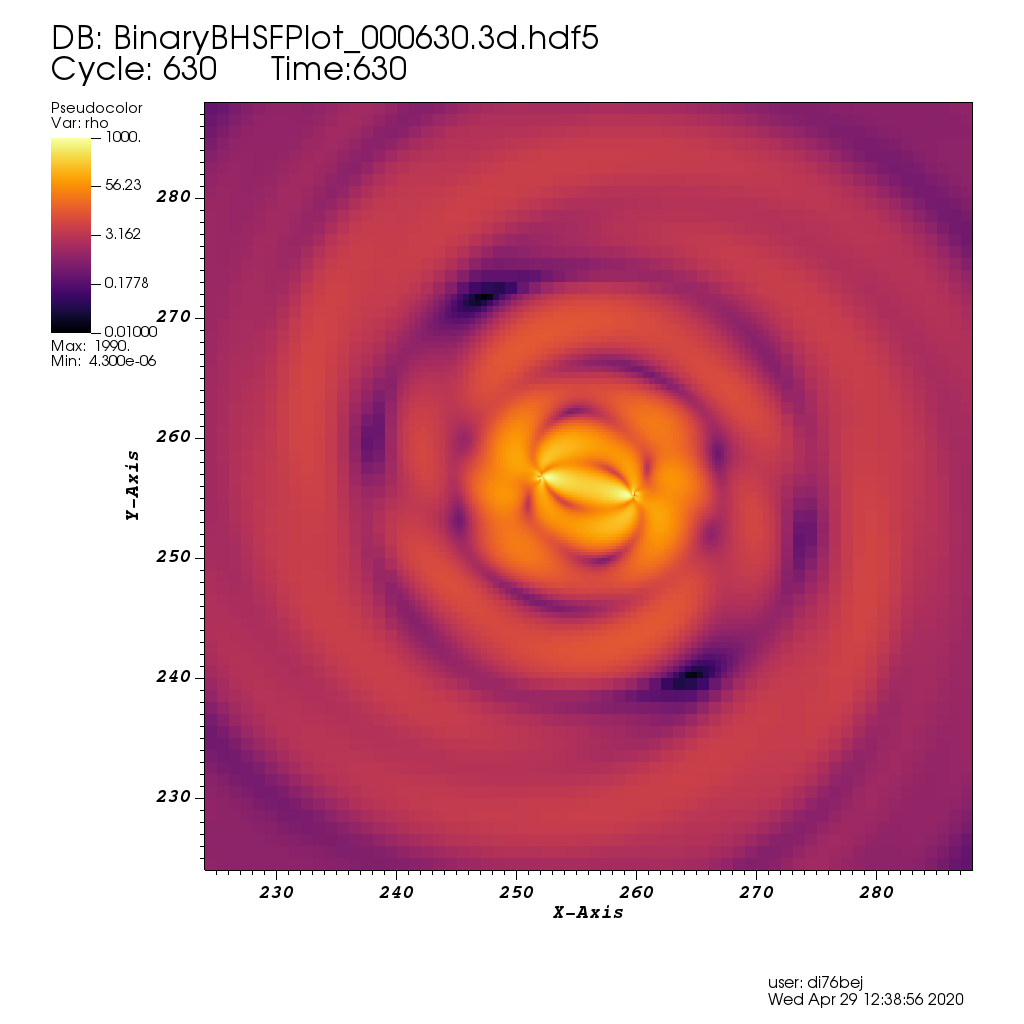 DB: BinaryBHSFPlot_000630.3d.hdf5
Cycle: 630 Time:630
Pseudocolor
Var: rho
1000.
56.23
3.162
0.1778
0.01000
Max: 1990.
Min: 4.300e-06
280
270
260
250
240
230
Y-Axis
230 240 250 260 270 280
X-Axis
user: di76bej
Wed Apr 29 12:38:56 2020